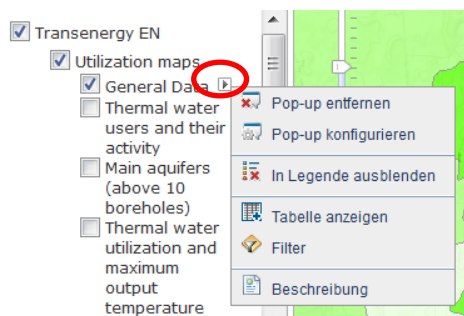 Transenergy EN
Utilization maps
General Data
Thermal water
users and their
activity
Main aquifers
(above 10
boreholes)
Thermal water
utilization and
maximum
output
temperature
Pop-up entfernen
Pop-up konfigurieren
In Legende ausblenden
Tabelle anzeigen
Filter
Beschreibung